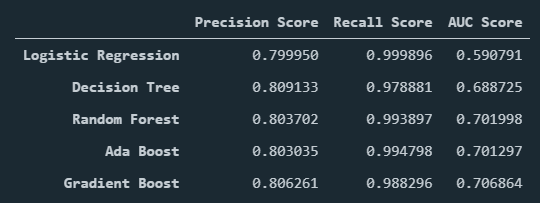 Precision Score Recall Score AUC Score
Logistic Regression 0.799950 0.999896 0.590791
Decision Tree 0.809133 0.978881 0.688725
Random Forest 0.803702 0.993897 0.701998
Ada Boost 0.803035 0.994798 0.701297
Gradient Boost 0.806261 0.988296 0.706864